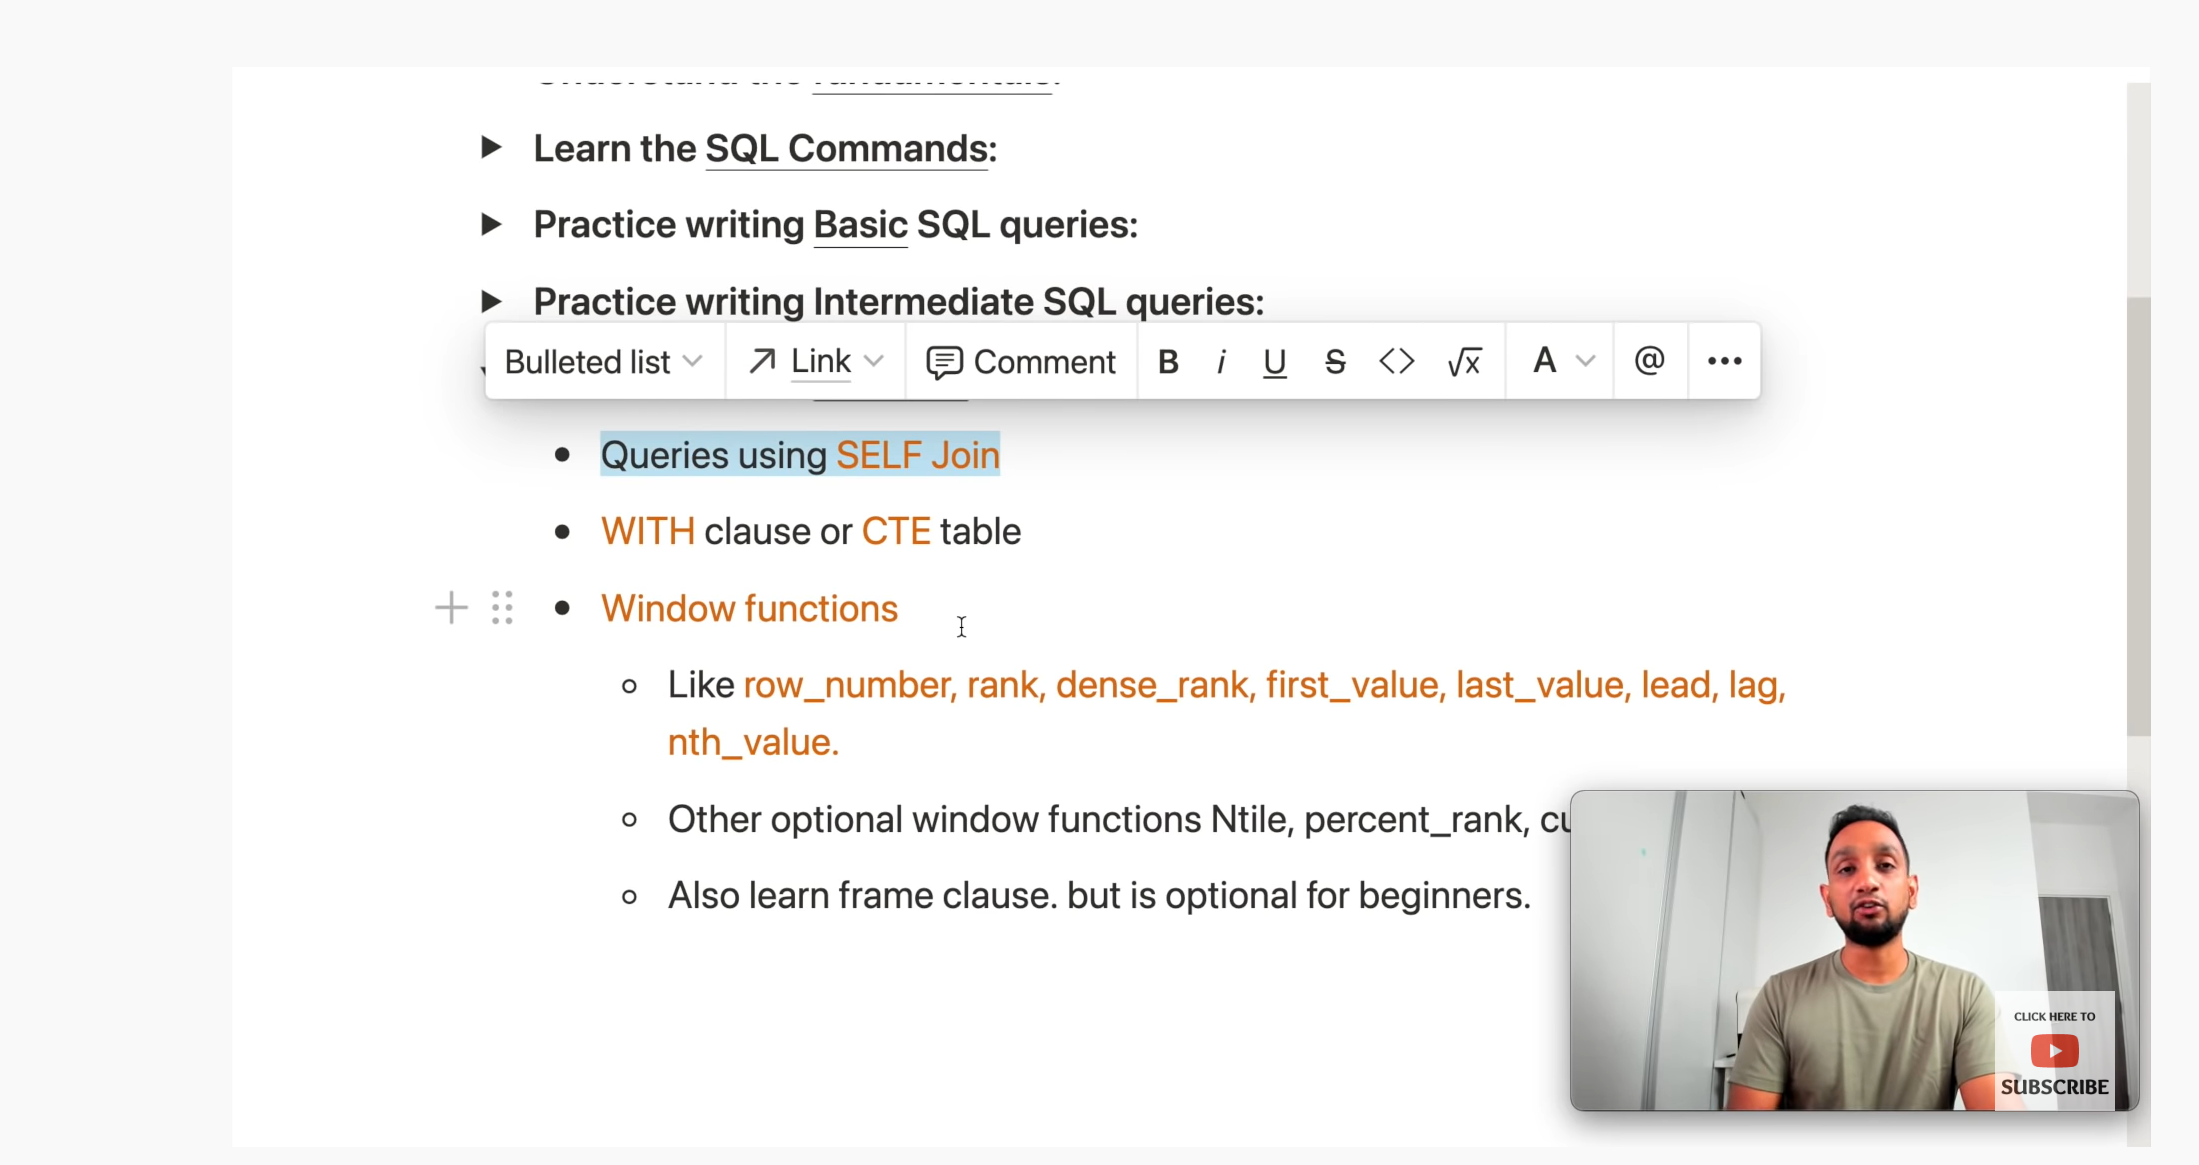 Understand the fundamentals:
Learn the SQL Commands:
Practice writing Basic SQL queries:
Practice writing Intermediate SQL queries:
Bulleted list Link Comment B i U S <> √x A @ •••
Queries using SELF Join
WITH clause or CTE table
Window functions
Like row_number, rank, dense_rank, first_value, last_value, lead, lag,
nth_value.
Other optional window functions Ntile, percent_rank,
Also learn frame clause. but is optional for beginners.
CLICK HERE TO
SUBSCRIBE